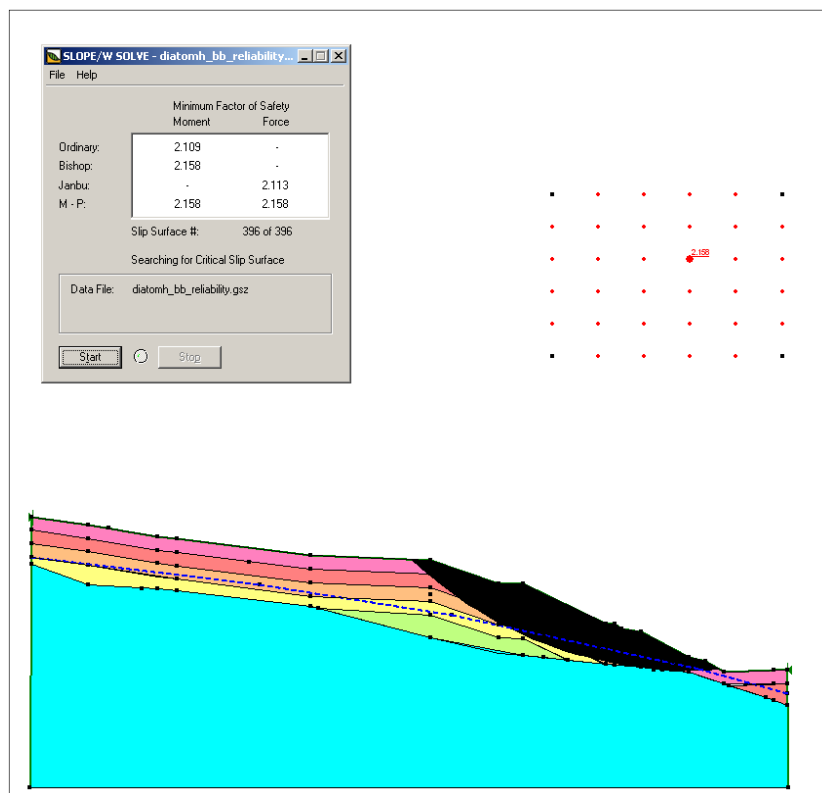 SLOPE/W SOLVE - diatomh_bb_reliability...
File Help
Minimum Factor of Safety
Moment Force
Ordinary: 2.109 -
Bishop: 2.158 -
Janbu: - 2.113
M - P: 2.158 2.158
Slip Surface #: 396 of 396
Searching for Critical Slip Surface
Data File: diatomh_bb_reliability.gsz
Start Stop
2.158